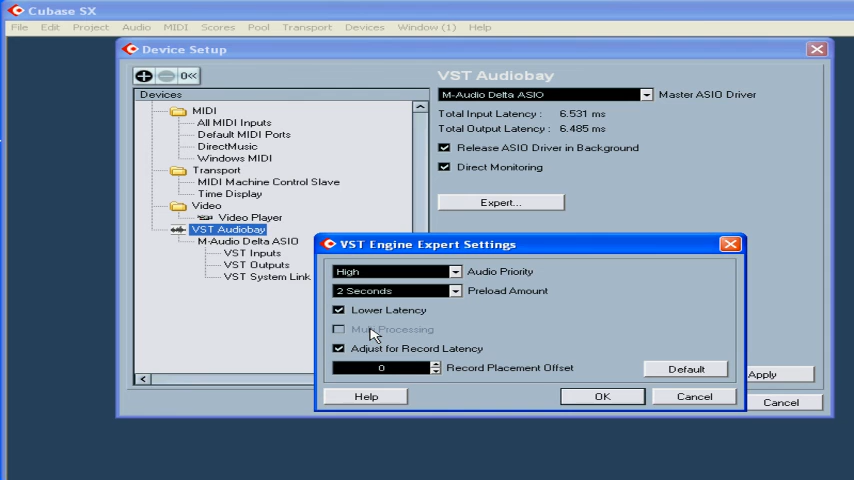 Cubase SX
File Edit Project Audio MIDI Scores Pool Transport Devices Window (1) Help
Device Setup
0<<
Devices
MIDI
All MIDI Inputs
Default MIDI Ports
DirectMusic
Windows MIDI
Transport
MIDI Machine Control Slave
Time Display
Video
Video Player
VST Audiobay
M-Audio Delta ASIO
VST Inputs
VST Outputs
VST System Link
VST Audiobay
M-Audio Delta ASIO Master ASIO Driver
Total Input Latency : 6.531 ms
Total Output Latency : 6.485 ms
Release ASIO Driver in Background
Direct Monitoring
Expert...
Apply
Cancel
VST Engine Expert Settings
High Audio Priority
2 Seconds Preload Amount
Lower Latency
Multi Processing
Adjust for Record Latency
0 Record Placement Offset Default
Help OK Cancel